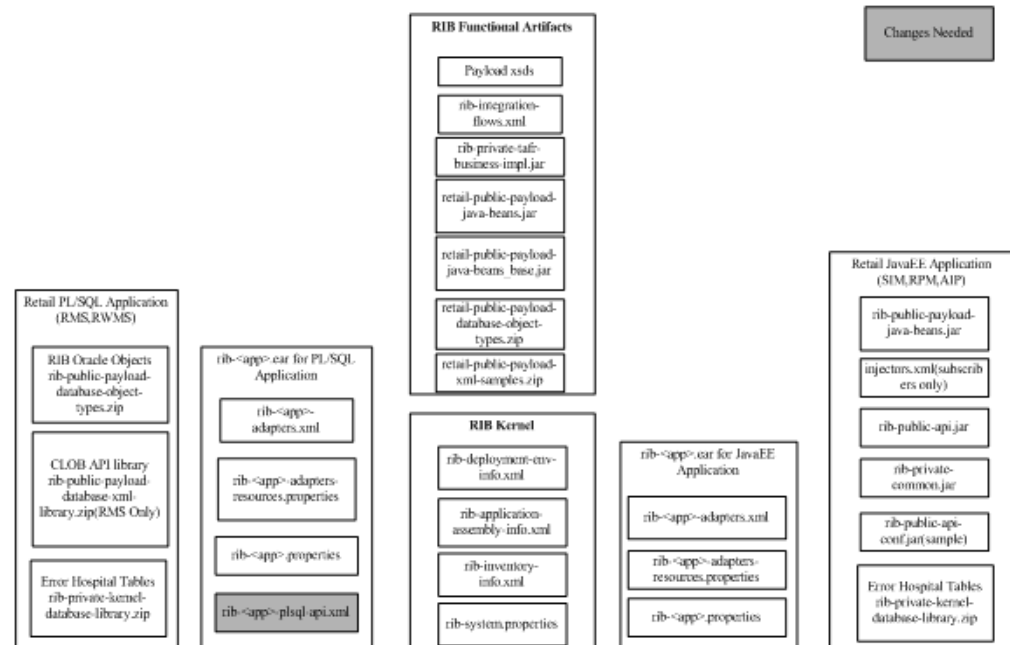 RIB Functional Artifacts
Payload xsds
rib-integration-
flows.xml
rib-private-tafr-
business-impl.jar
retail-public-payload-
java-beans.jar
retail-public-payload-
java-beans_base.jar
retail-public-payload-
database-object-
types.zip
retail-public-payload-
xml-samples.zip
Changes Needed
Retail PL/SQL Application
(RMS,RWMS)
RIB Oracle Objects
rib-public-payload-
database-object-
types.zip
CLOB API library
rib-public-payload-
database-xml-
library.zip(RMS Only)
Error Hospital Tables
rib-private-kernel-
database-library.zip
rib-<app>.ear for PL/SQL
Application
rib-<app>-
adapters.xml
rib-<app>-adapters-
resources.properties
rib-<app>.properties
rib-<app>-plsql-api.xml
RIB Kernel
rib-deployment-env-
info.xml
rib-application-
assembly-info.xml
rib-inventory-
info.xml
rib-system.properties
rib-<app>.ear for JavaEE
Application
rib-<app>-adapters.xml
rib-<app>-adapters-
resources.properties
rib-<app>.properties
Retail JavaEE Application
(SIM,RPM,AIP)
rib-public-payload-
java-beans.jar
injectors.xml(subscrib
ers only)
rib-public-api.jar
rib-private-
common.jar
rib-public-api-
conf.jar(sample)
Error Hospital Tables
rib-private-kernel-
database-library.zip